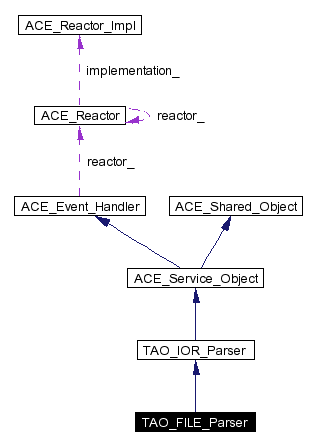 ACE_Reactor_Impl
implementation_
ACE_Reactor
reactor_
reactor_
ACE_Event_Handler
ACE_Shared_Object
ACE_Service_Object
TAO_IOR_Parser
TAO_FILE_Parser